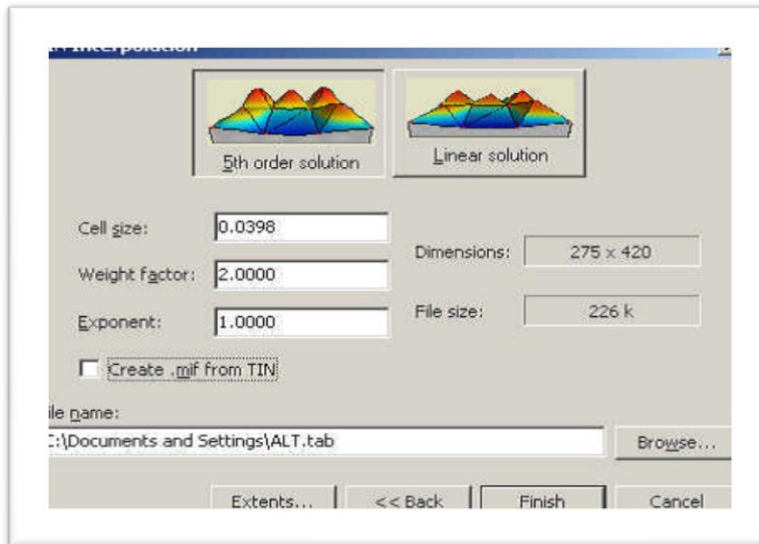 Interpolation
5th order solution
Linear solution
Cell size: 0.0398
Dimensions: 275 x 420
Weight factor: 2.0000
File size: 226 k
Exponent: 1.0000
Create .mif from TIN
ile name:
:\Documents and Settings\ALT.tab
Browse...
Extents... << Back Finish Cancel